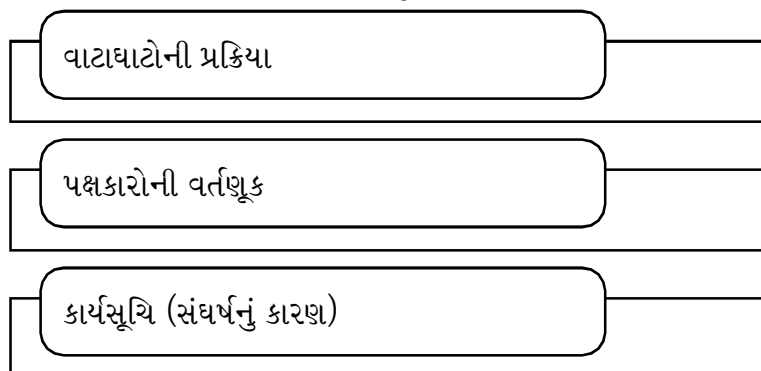 વાટાઘાટોની પ્રક્રિયા
પક્ષકારોની વર્તણૂક
કાર્યસૂચિ (સંઘર્ષનું કારણ)